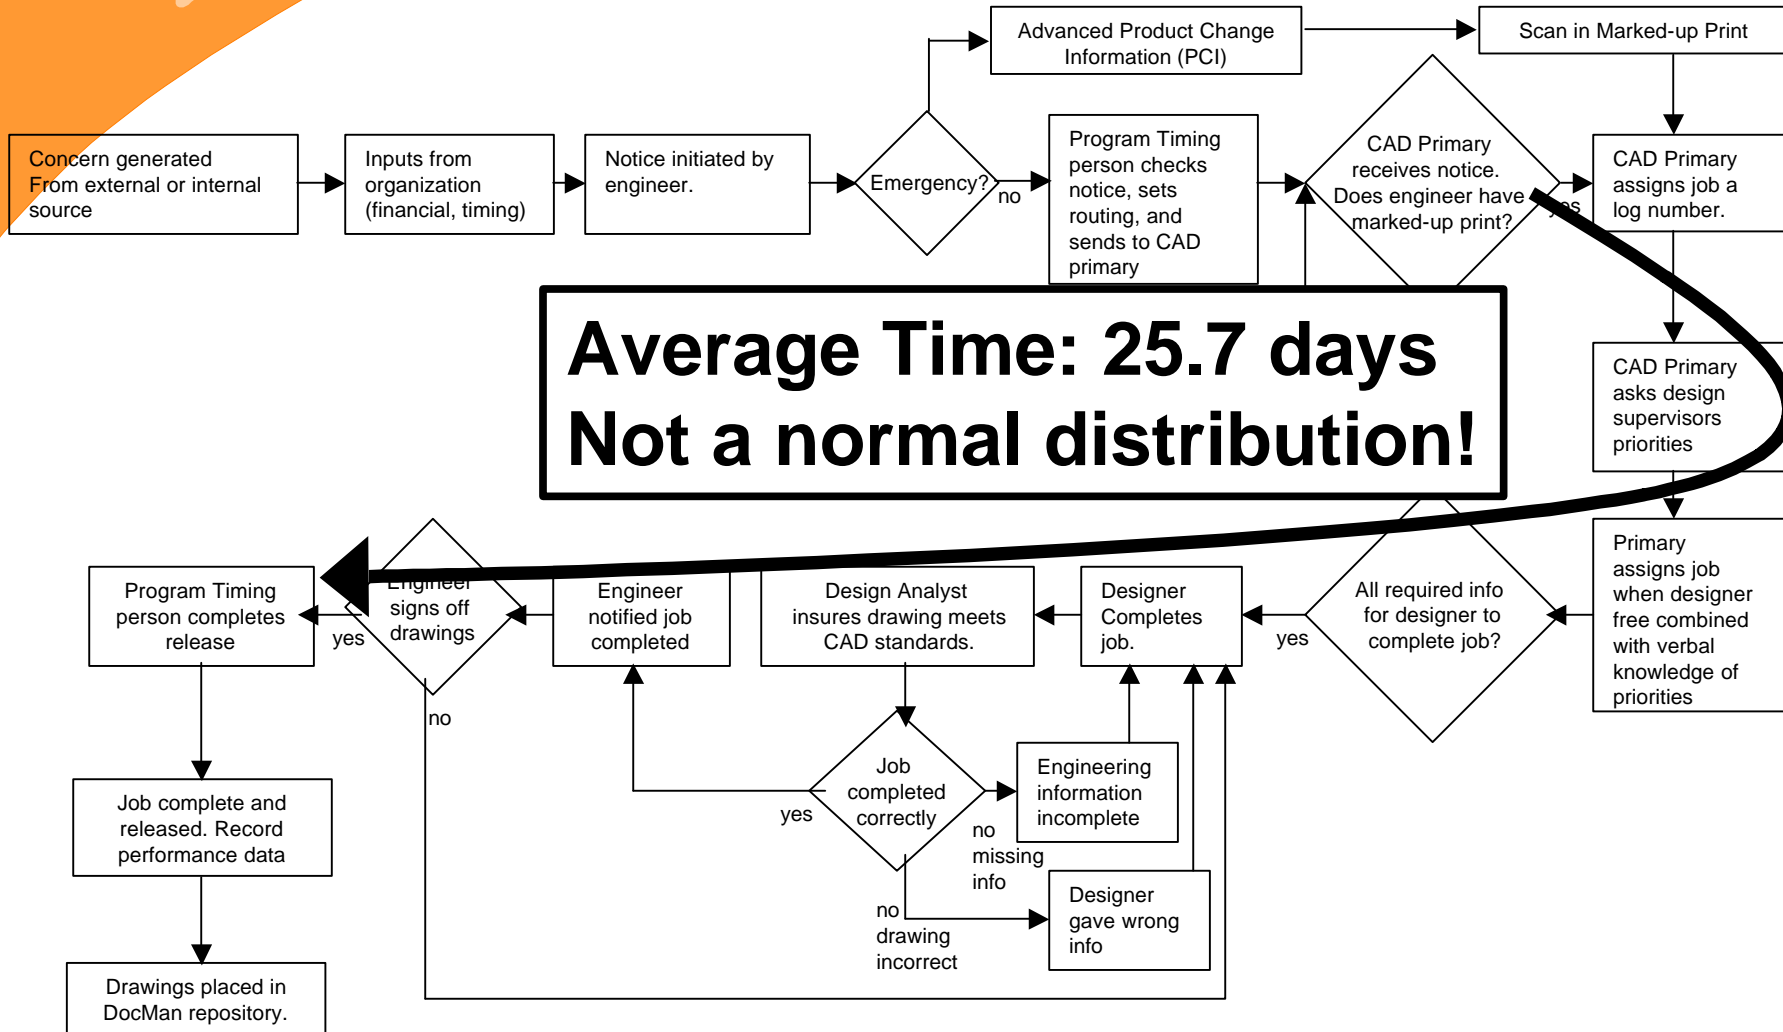 Advanced Product Change
Information (PCI)
Scan in Marked-up Print
Concern generated
From external or internal
source
Inputs from
organization
(financial, timing)
Notice initiated by
engineer.
Emergency?
no
Program Timing
person checks
notice, sets
routing, and
sends to CAD
primary
CAD Primary
receives notice.
Does engineer have
marked-up print?
yes
CAD Primary
assigns job a
log number.
Average Time: 25.7 days
Not a normal distribution!
CAD Primary
asks design
supervisors
priorities
Program Timing
person completes
release
yes
Engineer
signs off
drawings
no
Engineer
notified job
completed
Design Analyst
insures drawing meets
CAD standards.
Designer
Completes
job.
yes
All required info
for designer to
complete job?
Primary
assigns job
when designer
free combined
with verbal
knowledge of
priorities
Job complete and
released. Record
performance data
yes
Job
completed
correctly
no
missing
info
Engineering
information
incomplete
no
drawing
incorrect
Designer
gave wrong
info
Drawings placed in
DocMan repository.